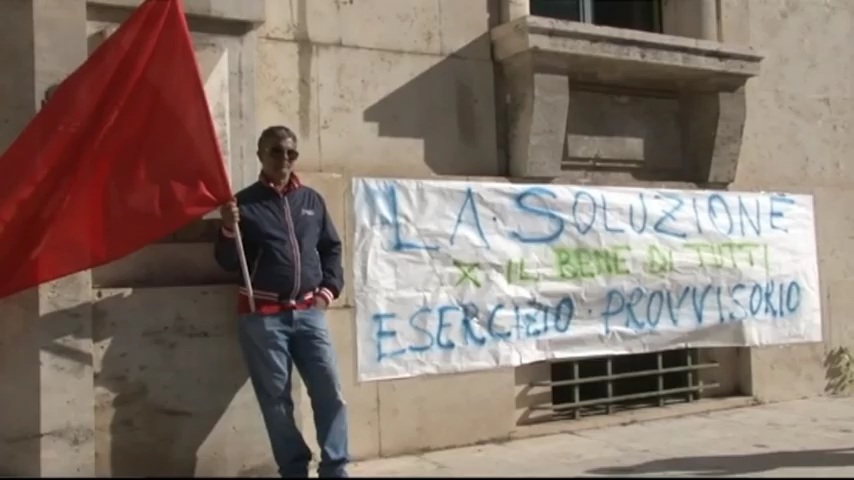 LA SOLUZIONE
X IL BENE DI TUTTI
ESERCIZIO PROVVISORIO